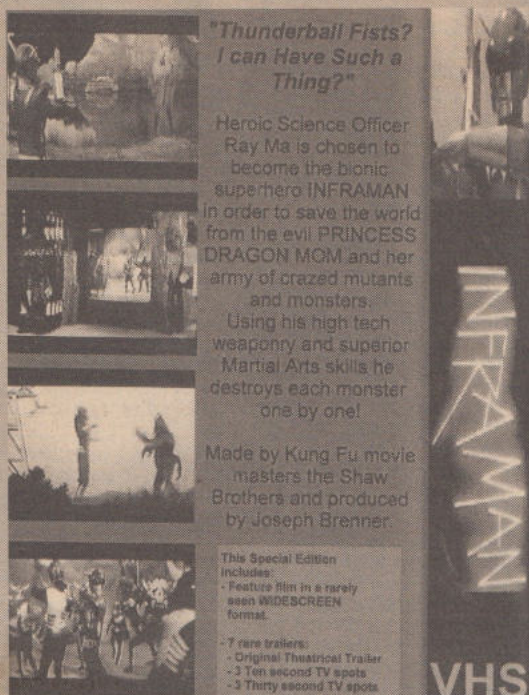 "Thunderball Fists?
I can Have Such a
Thing?"
Heroic Science Officer
Ray Ma is chosen to
become the bionic
superhero INFRAMAN
in order to save the world
from the evil PRINCESS
DRAGON MOM and her
army of crazed mutants
and monsters.
Using his high tech
weaponry and superior
Martial Arts skills he
destroys each monster
one by one!
Made by Kung Fu movie
masters the Shaw
Brothers and produced
by Joseph Brenner.
This Special Edition
includes:
- Feature film in a rarely
seen WIDESCREEN
format.
- 7 rare trailers:
- Original Theatrical Trailer
- 3 Ten second TV spots
- 3 Thirty second TV spots
INFRAMAN
VHS